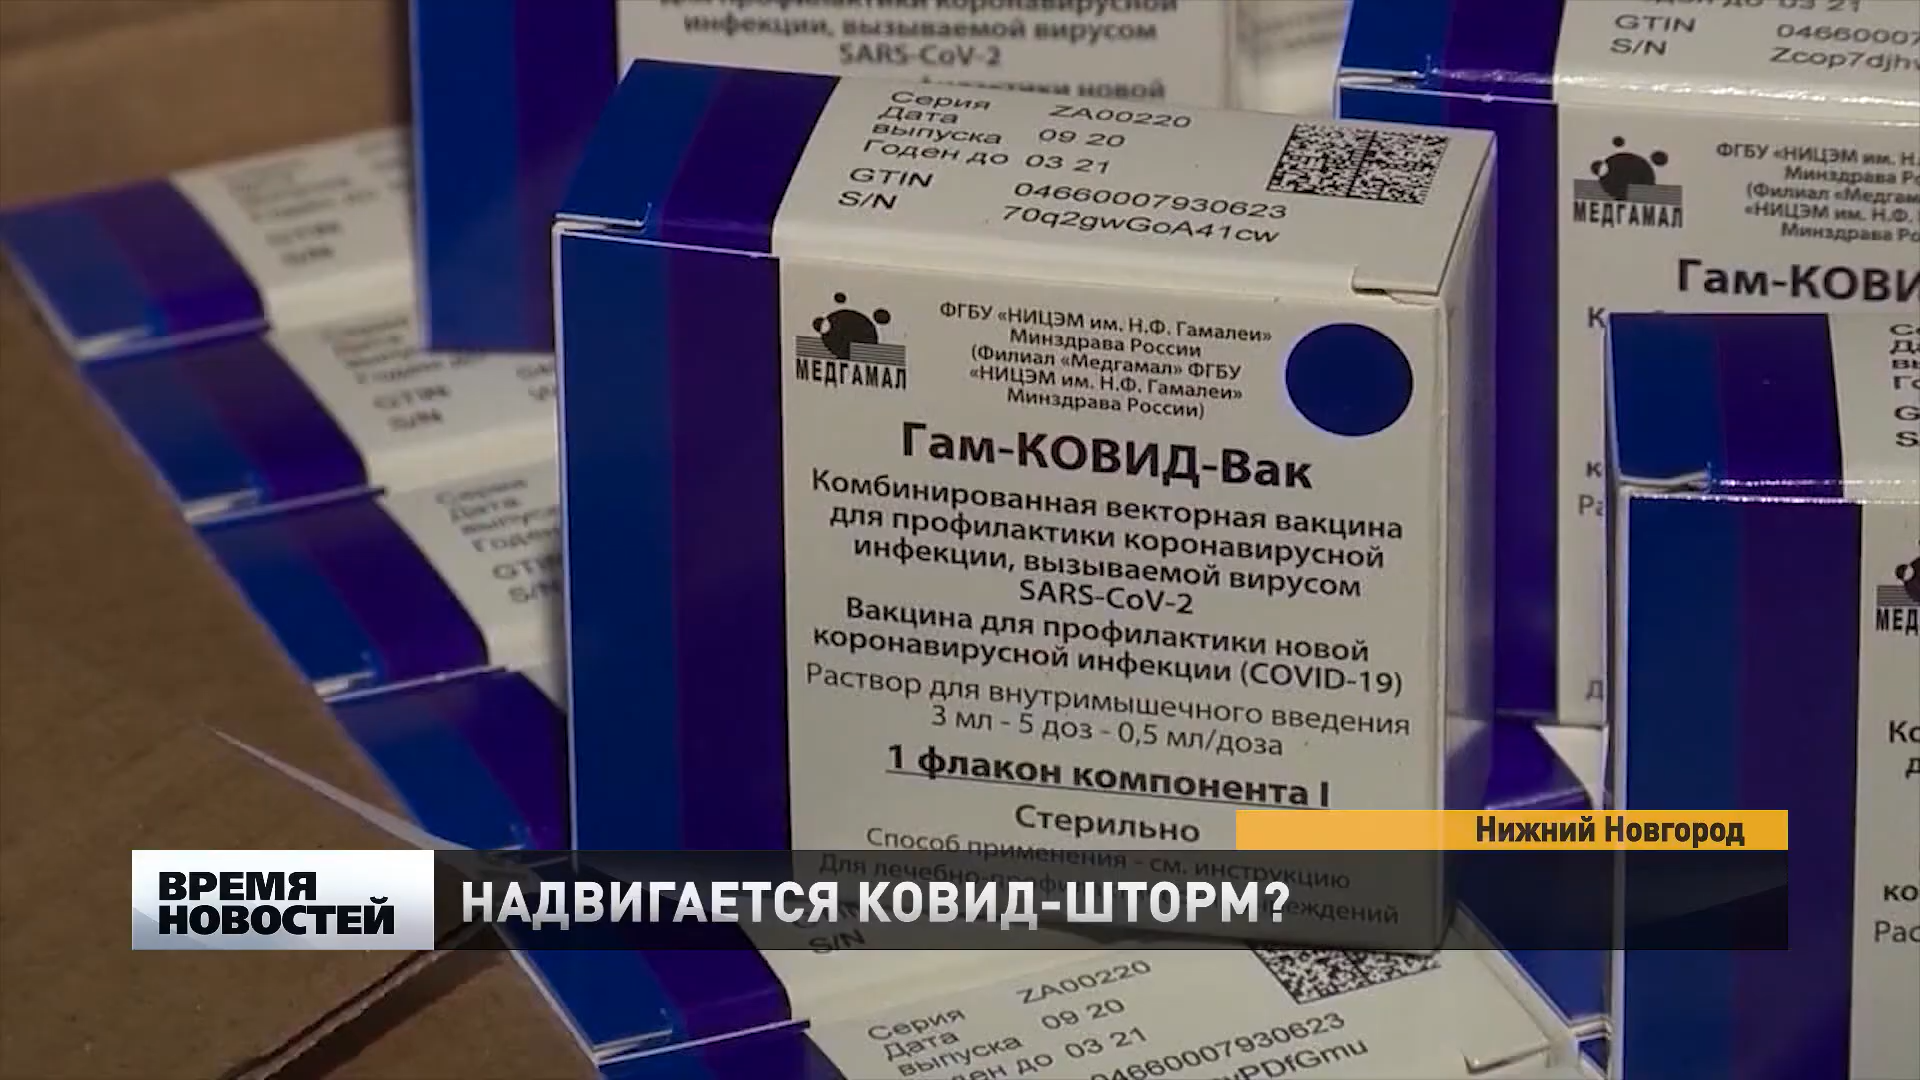 для профилактики коронавирусной
инфекции, вызываемой вирусом
SARS-CoV-2
Серия ZA00220
Дата
выпуска 09 20
Годен до 03 21
GTIN 04660007930623
S/N 70q2gwGoA41cw
МЕДГАМАЛ
ФГБУ «НИЦЭМ им. Н.Ф. Гамалеи»
Минздрава России
(Филиал «Медгамал» ФГБУ
«НИЦЭМ им. Н.Ф. Гамалеи»
Минздрава России)
Гам-КОВИД-Вак
Комбинированная векторная вакцина
для профилактики коронавирусной
инфекции, вызываемой вирусом
SARS-CoV-2
Вакцина для профилактики новой
коронавирусной инфекции (COVID-19)
Раствор для внутримышечного введения
3 мл - 5 доз - 0,5 мл/доза
1 флакон компонента I
Стерильно
Способ применения - см. инструкцию
GTIN
S/N
МЕДГАМАЛ
ФГБУ «НИЦЭМ им.
Гам-КОВИ
Нижний Новгород
ВРЕМЯ
НОВОСТЕЙ
НАДВИГАЕТСЯ КОВИД-ШТОРМ?
S/N
Серия ZA00220
Дата
выпуска 09 20
до 03 21
04660007930623